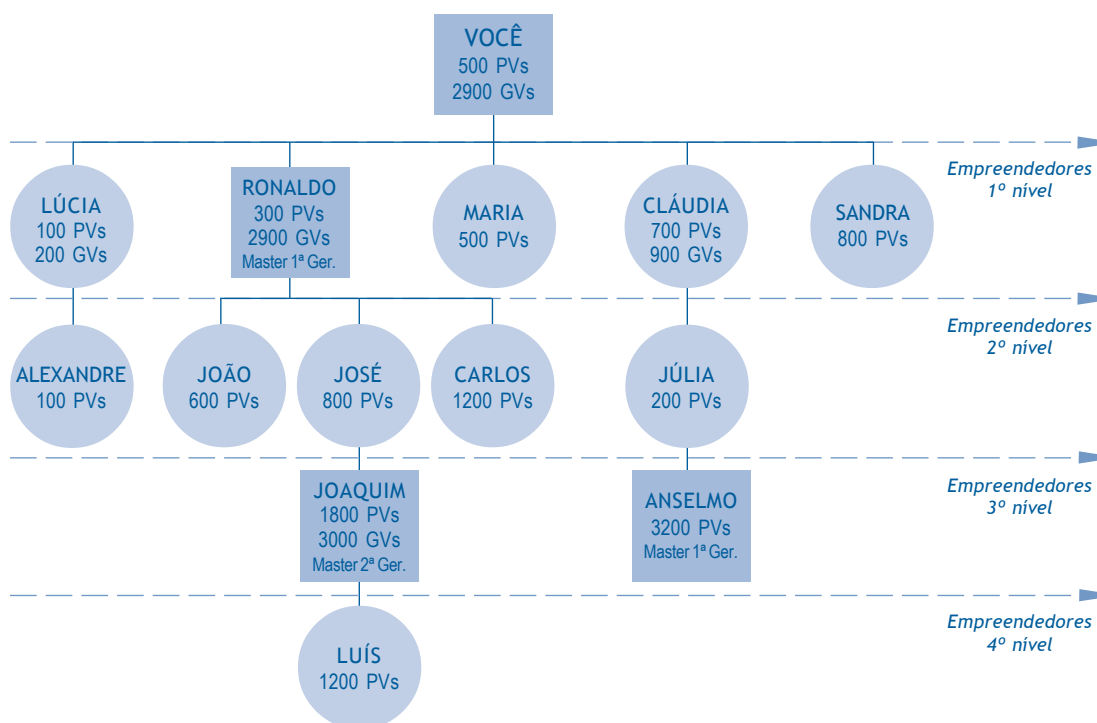 VOCÊ
500 PVs
2900 GVs
Empreendedores
1º nível
LÚCIA
100 PVs
200 GVs
RONALDO
300 PVs
2900 GVs
Master 1ª Ger.
MARIA
500 PVs
CLÁUDIA
700 PVs
900 GVs
SANDRA
800 PVs
Empreendedores
2º nível
ALEXANDRE
100 PVs
JOÃO
600 PVs
JOSÉ
800 PVs
CARLOS
1200 PVs
JÚLIA
200 PVs
Empreendedores
3º nível
JOAQUIM
1800 PVs
3000 GVs
Master 2ª Ger.
ANSELMO
3200 PVs
Master 1ª Ger.
Empreendedores
4º nível
LUÍS
1200 PVs